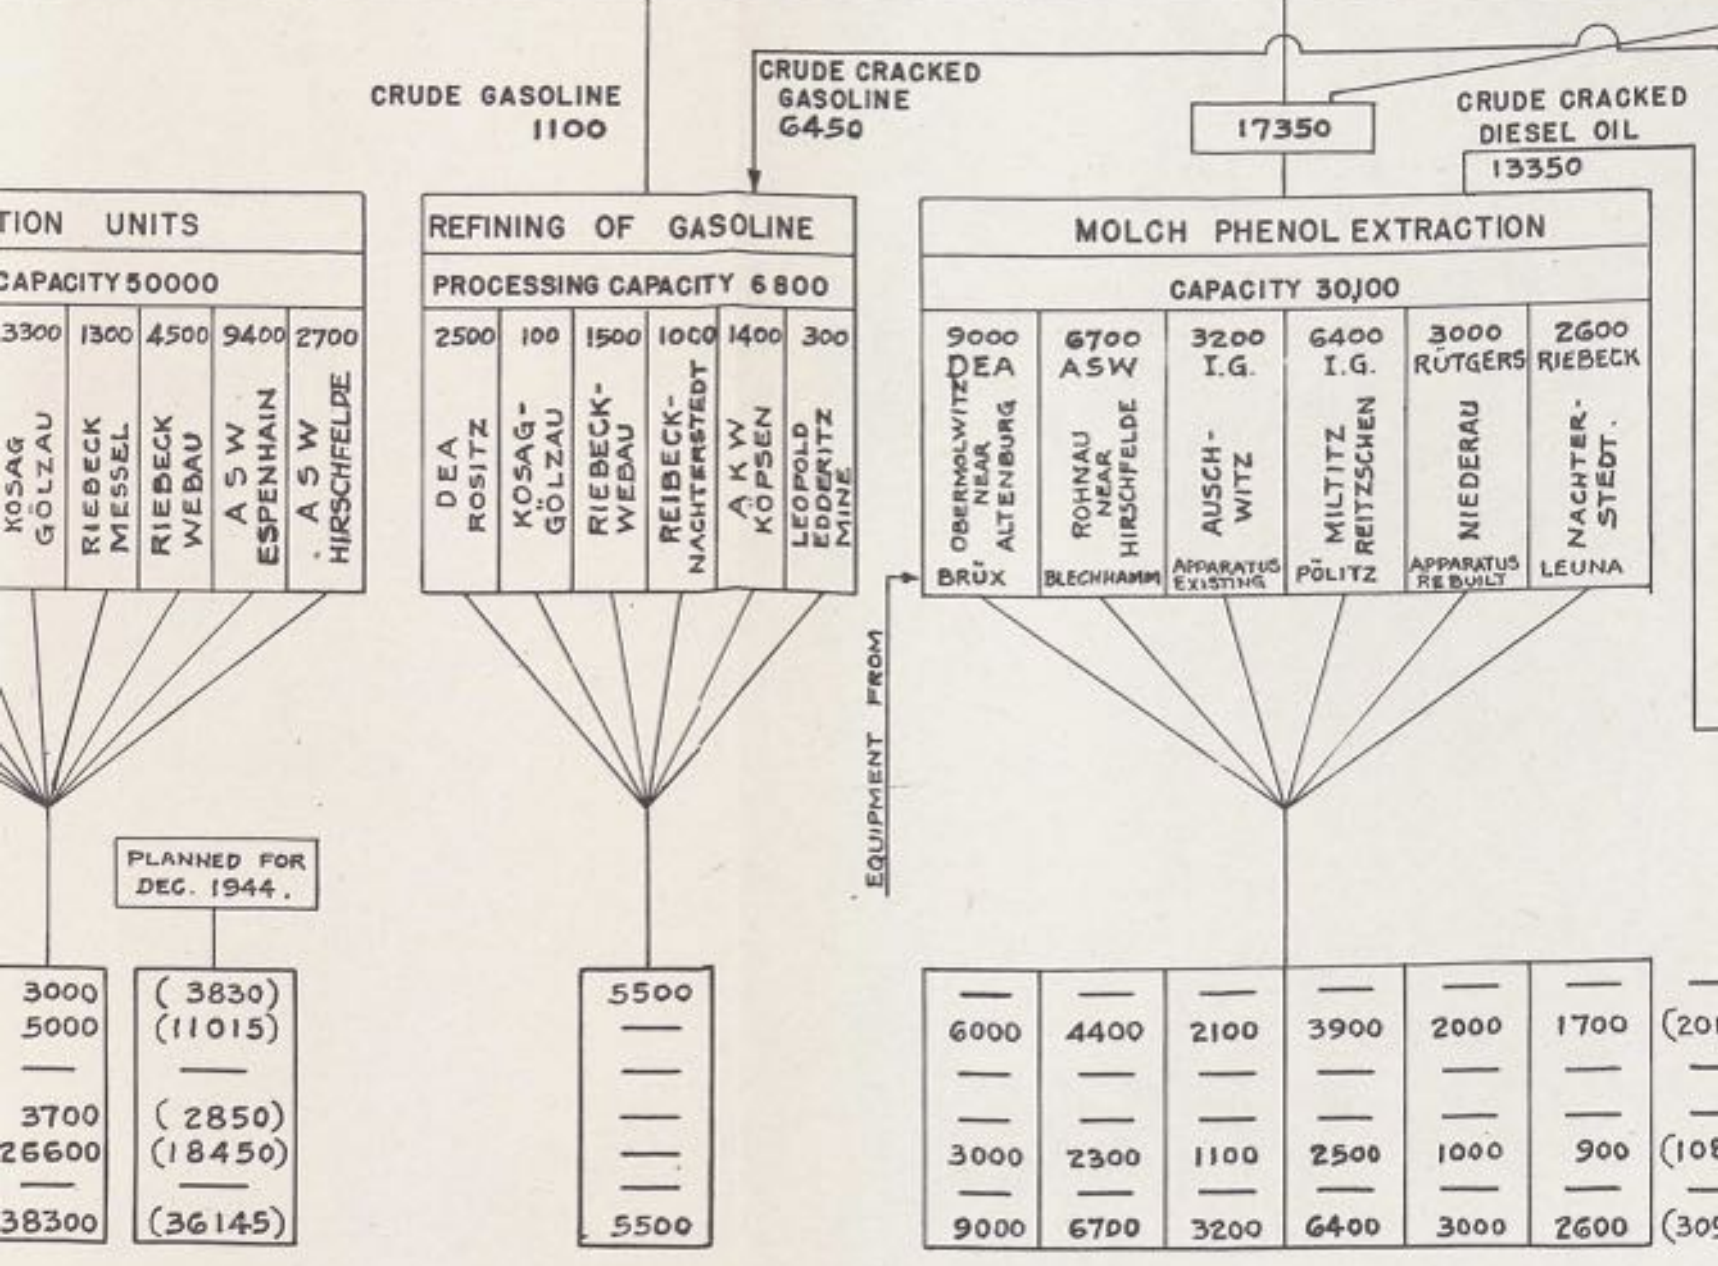 CRUDE GASOLINE
1100
CRUDE CRACKED
GASOLINE
6450
17350
CRUDE CRACKED
DIESEL OIL
13350
TION UNITS
CAPACITY 50000
3300 1300 4500 9400 2700
KOSAG
GÖLZAU
RIEBECK
MESSEL
RIEBECK
WEBAU
A S W
ESPENHAIN
A S W
HIRSCHFELDE
REFINING OF GASOLINE
PROCESSING CAPACITY 6800
2500 100 1500 1000 1400 300
DEA
ROSITZ
KOSAG-
GÖLZAU
RIEBECK-
WEBAU
REIBECK-
NACHTERSTEDT
A K W
KÖPSEN
LEOPOLD
EDDERITZ
MINE
MOLCH PHENOL EXTRACTION
CAPACITY 30,100
9000 6700 3200 6400 3000 2600
DEA ASW I.G. I.G. RÜTGERS RIEBECK
OBERMOLWITZ
NEAR
ALTENBURG
ROHNAU
NEAR
HIRSCHFELDE
AUSCH-
WITZ
MILTITZ
REITZSCHEN
NIEDERAU
NACHTER-
STEDT.
BRÜX
BLECHHAMM
APPARATUS
EXISTING
PÖLITZ
APPARATUS
REBUILT
LEUNA
EQUIPMENT FROM
PLANNED FOR
DEC. 1944.
3000
5000
—
3700
26600
—
38300
( 3830)
(11015)
—
( 2850)
(18450)
—
(36145)
5500
—
—
—
—
—
5500
— — — — — — —
6000 4400 2100 3900 2000 1700
— — — — — — —
— — — — — — —
3000 2300 1100 2500 1000 900
— — — — — — —
9000 6700 3200 6400 3000 2600